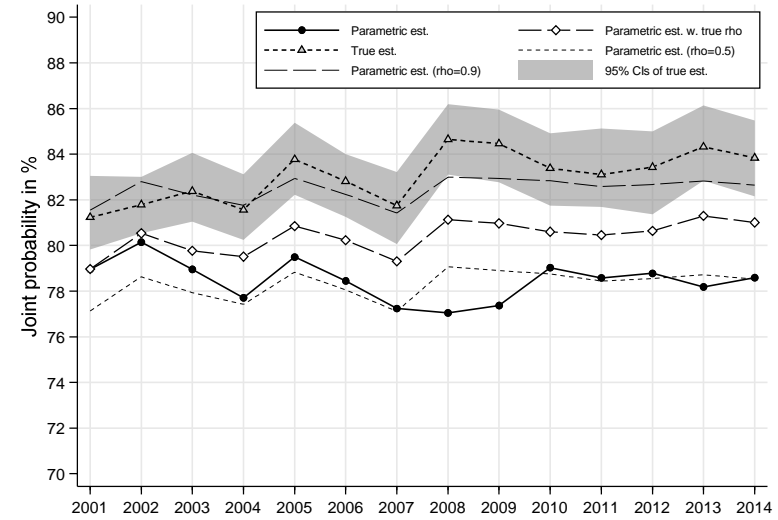 90
88
86
84
82
80
78
76
74
72
70
Joint probability in %
Parametric est.
True est.
Parametric est. (rho=0.9)
Parametric est. w. true rho
Parametric est. (rho=0.5)
95% CIs of true est.
2001 2002 2003 2004 2005 2006 2007 2008 2009 2010 2011 2012 2013 2014